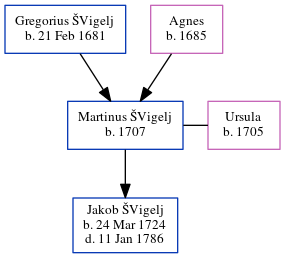 Gregorius ŠVigelj
b. 21 Feb 1681
Agnes
b. 1685
Martinus ŠVigelj
b. 1707
Ursula
b. 1705
Jakob ŠVigelj
b. 24 Mar 1724
d. 11 Jan 1786